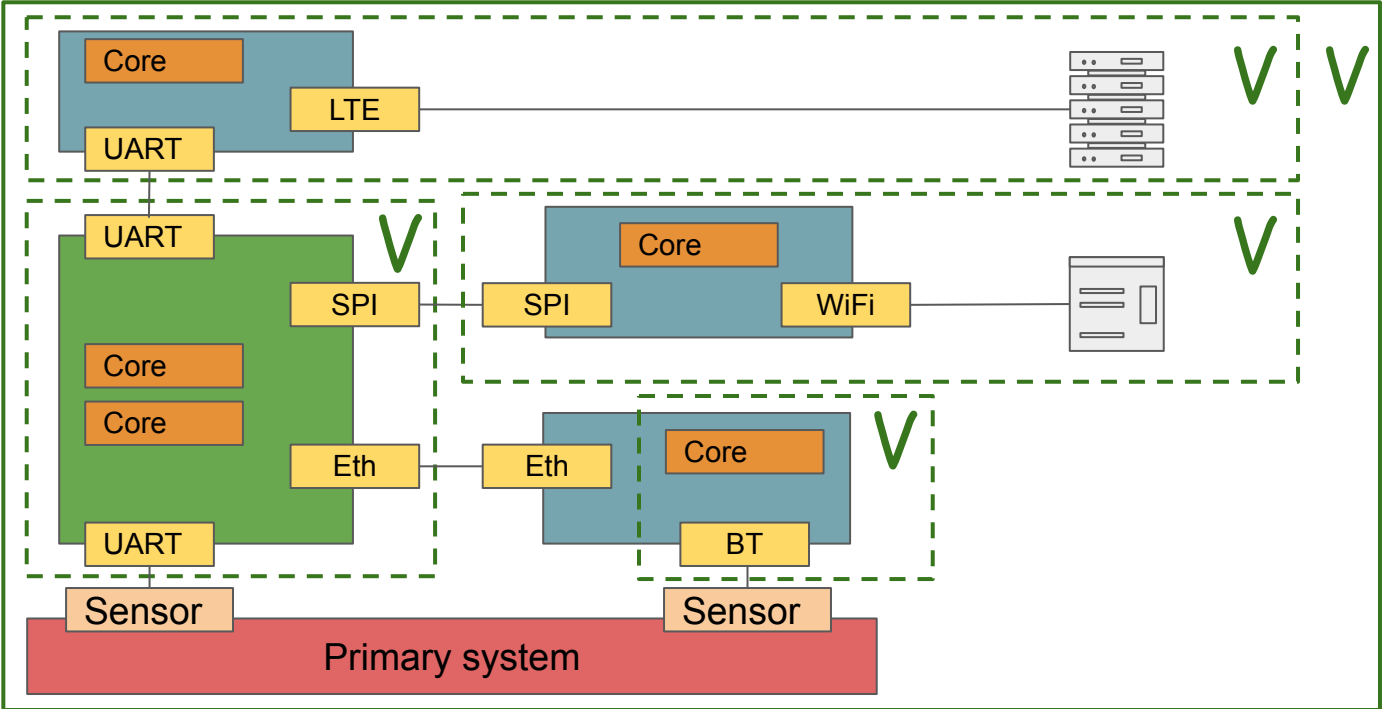 Core
LTE
UART
V
V
UART
V
SPI
SPI
Core
WiFi
V
Core
Core
Eth
Eth
Core
V
UART
BT
Sensor
Sensor
Primary system